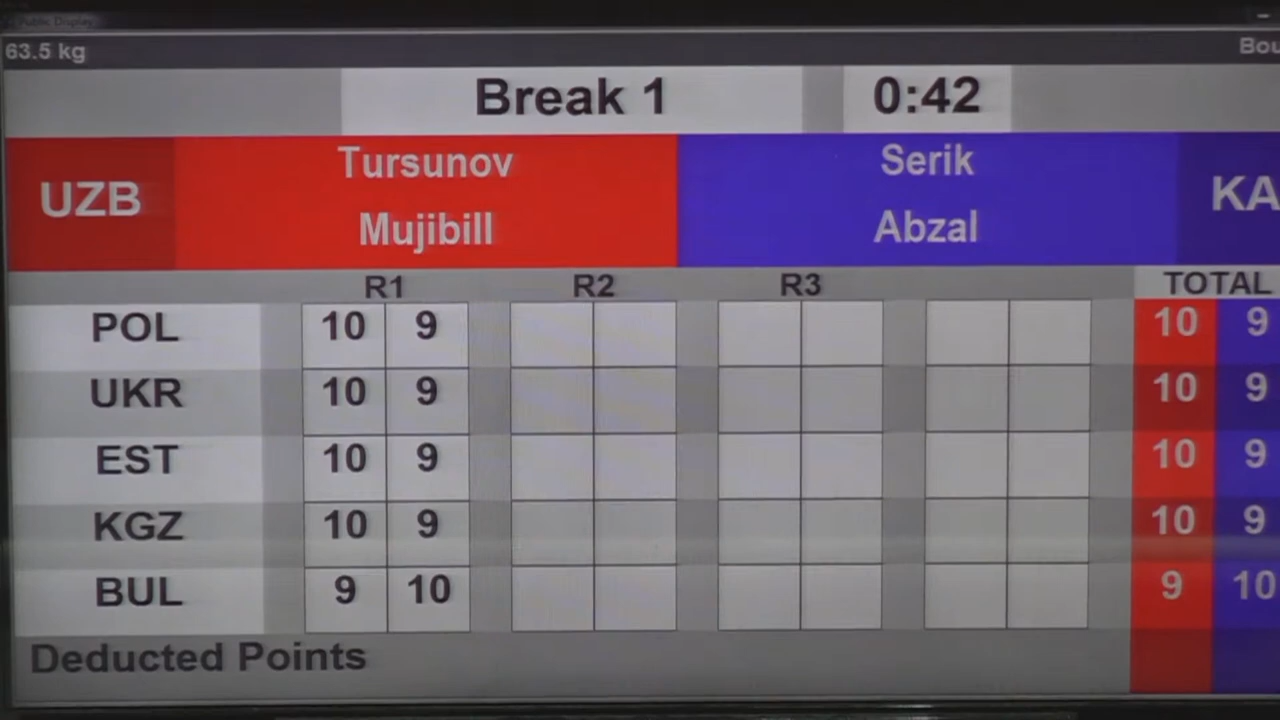 Public Display
63.5 kg Bou
Break 1 0:42
UZB Tursunov Mujibill Serik Abzal KA
R1 R2 R3 TOTAL
POL 10 9 10 9
UKR 10 9 10 9
EST 10 9 10 9
KGZ 10 9 10 9
BUL 9 10 9 10
Deducted Points